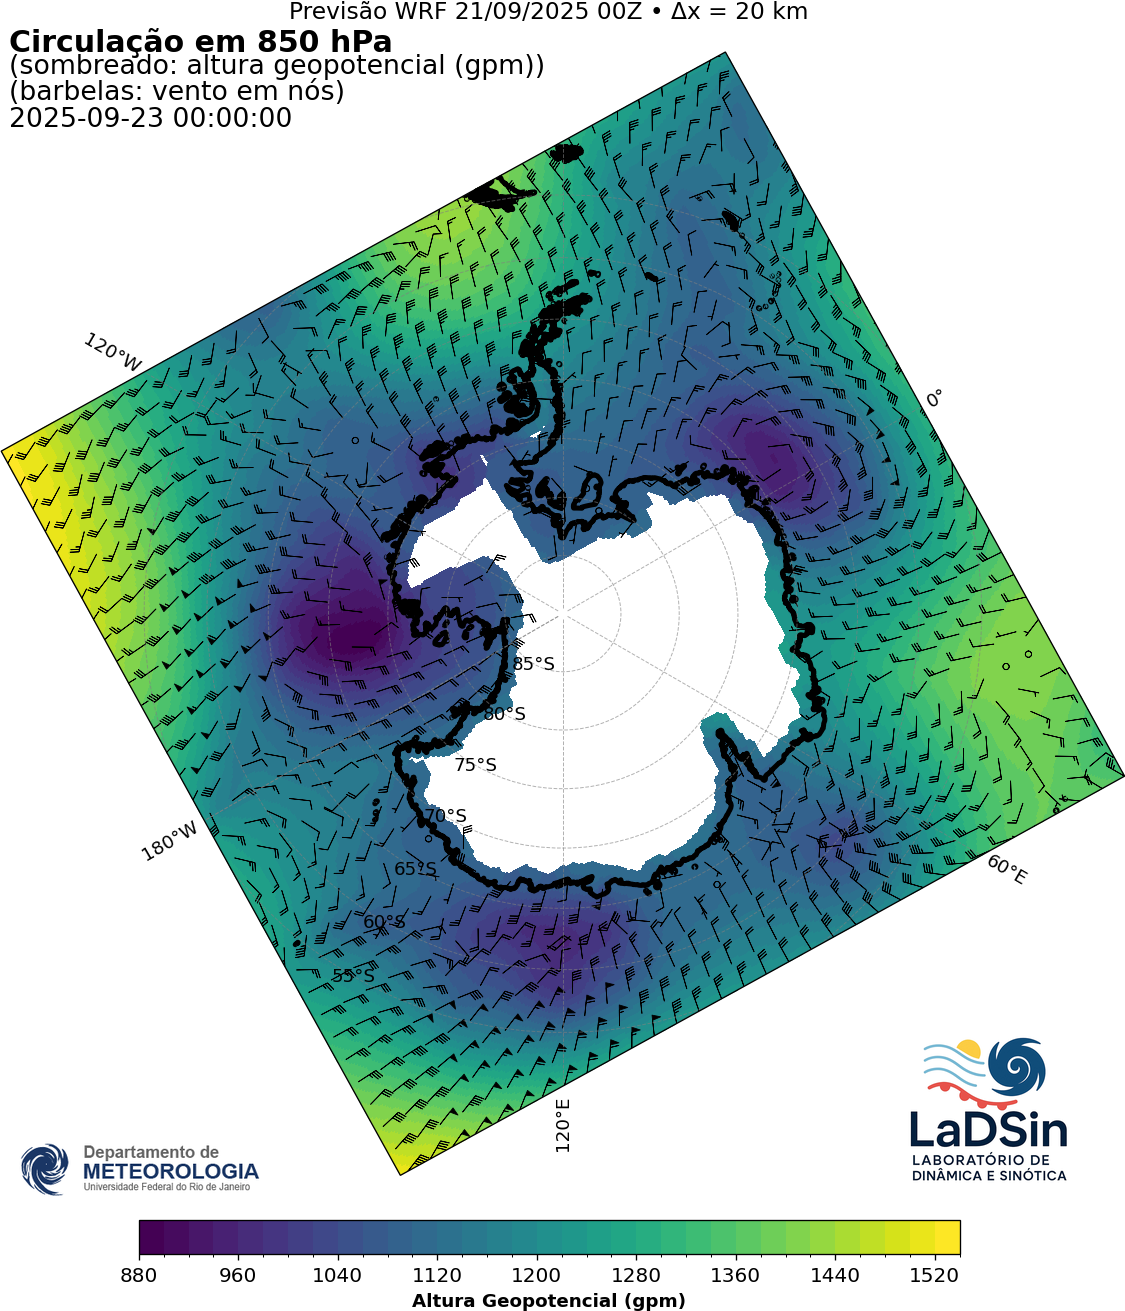 Previsão WRF 21/09/2025 00Z • Δx = 20 km
Circulação em 850 hPa
(sombreado: altura geopotencial (gpm))
(barbelas: vento em nós)
2025-09-23 00:00:00
120°W
0°
85°S
80°S
75°S
70°S
180°W
65°S
60°E
60°S
55°S
120°E
LaDSin
LABORATÓRIO DE
DINÂMICA E SINÓTICA
Departamento de
METEOROLOGIA
Universidade Federal do Rio de Janeiro
880 960 1040 1120 1200 1280 1360 1440 1520
Altura Geopotencial (gpm)